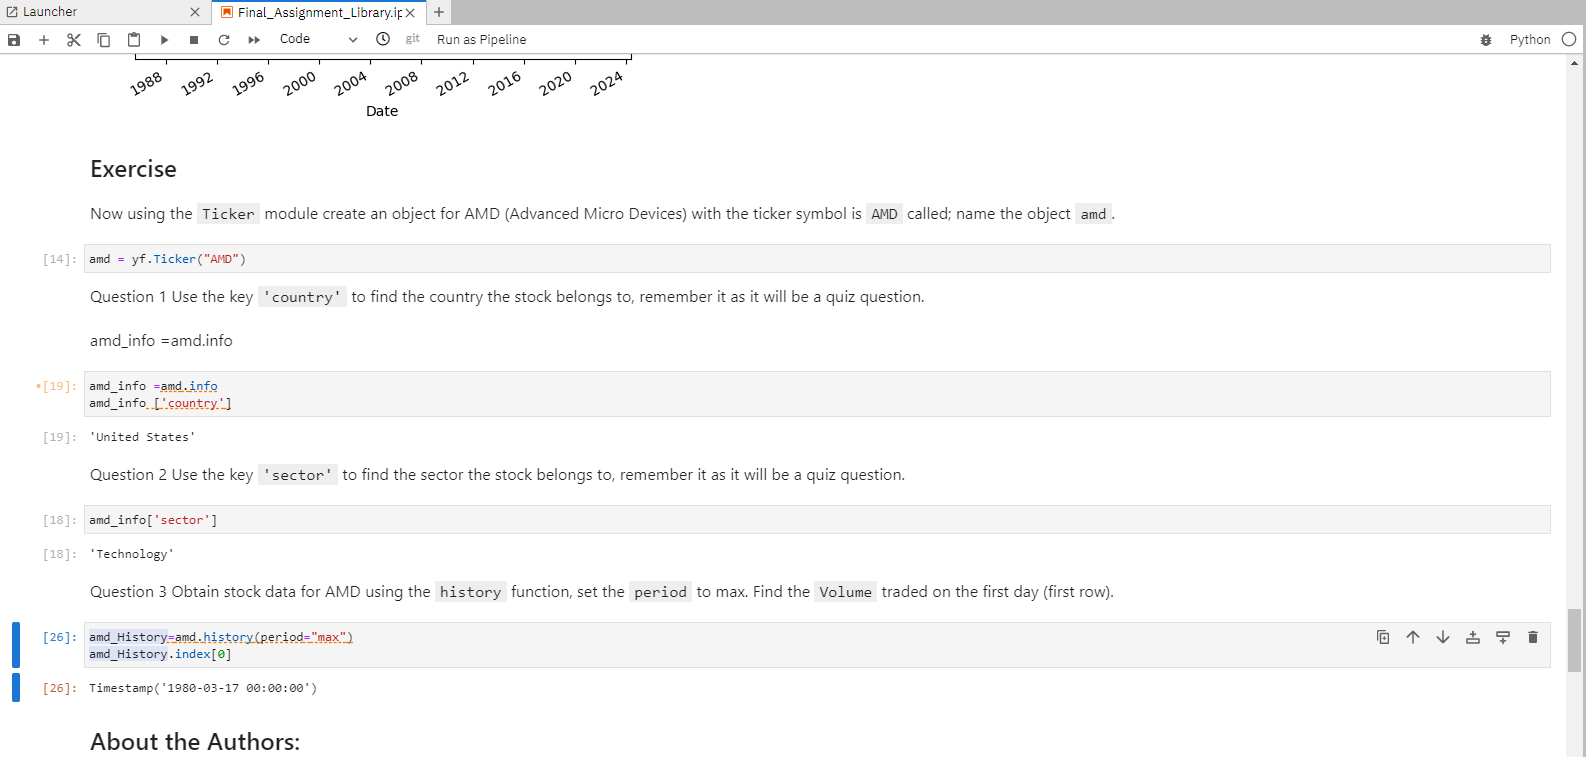 Launcher
Final_Assignment_Library.ip
Code
git
Run as Pipeline
Python
1988 1992 1996 2000 2004 2008 2012 2016 2020 2024
Date
Exercise
Now using the Ticker module create an object for AMD (Advanced Micro Devices) with the ticker symbol is AMD called; name the object amd .
[14]: amd = yf.Ticker("AMD")
Question 1 Use the key 'country' to find the country the stock belongs to, remember it as it will be a quiz question.
amd_info =amd.info
•[19]: amd_info =amd.info
amd_info ['country']
[19]: 'United States'
Question 2 Use the key 'sector' to find the sector the stock belongs to, remember it as it will be a quiz question.
[18]: amd_info['sector']
[18]: 'Technology'
Question 3 Obtain stock data for AMD using the history function, set the period to max. Find the Volume traded on the first day (first row).
[26]: amd_History=amd.history(period="max")
amd_History.index[0]
[26]: Timestamp('1980-03-17 00:00:00')
About the Authors: